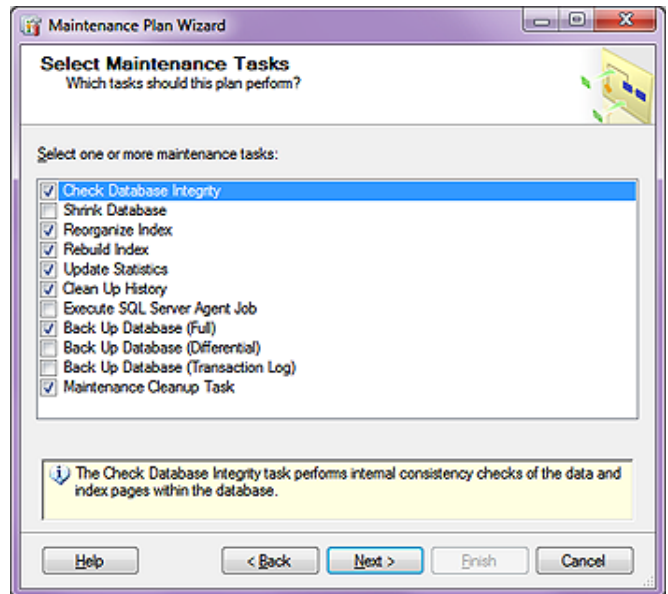 Maintenance Plan Wizard
Select Maintenance Tasks
Which tasks should this plan perform?
Select one or more maintenance tasks:
Check Database Integrity
Shrink Database
Reorganize Index
Rebuild Index
Update Statistics
Clean Up History
Execute SQL Server Agent Job
Back Up Database (Full)
Back Up Database (Differential)
Back Up Database (Transaction Log)
Maintenance Cleanup Task
The Check Database Integrity task performs internal consistency checks of the data and
index pages within the database.
Help < Back Next > Finish Cancel